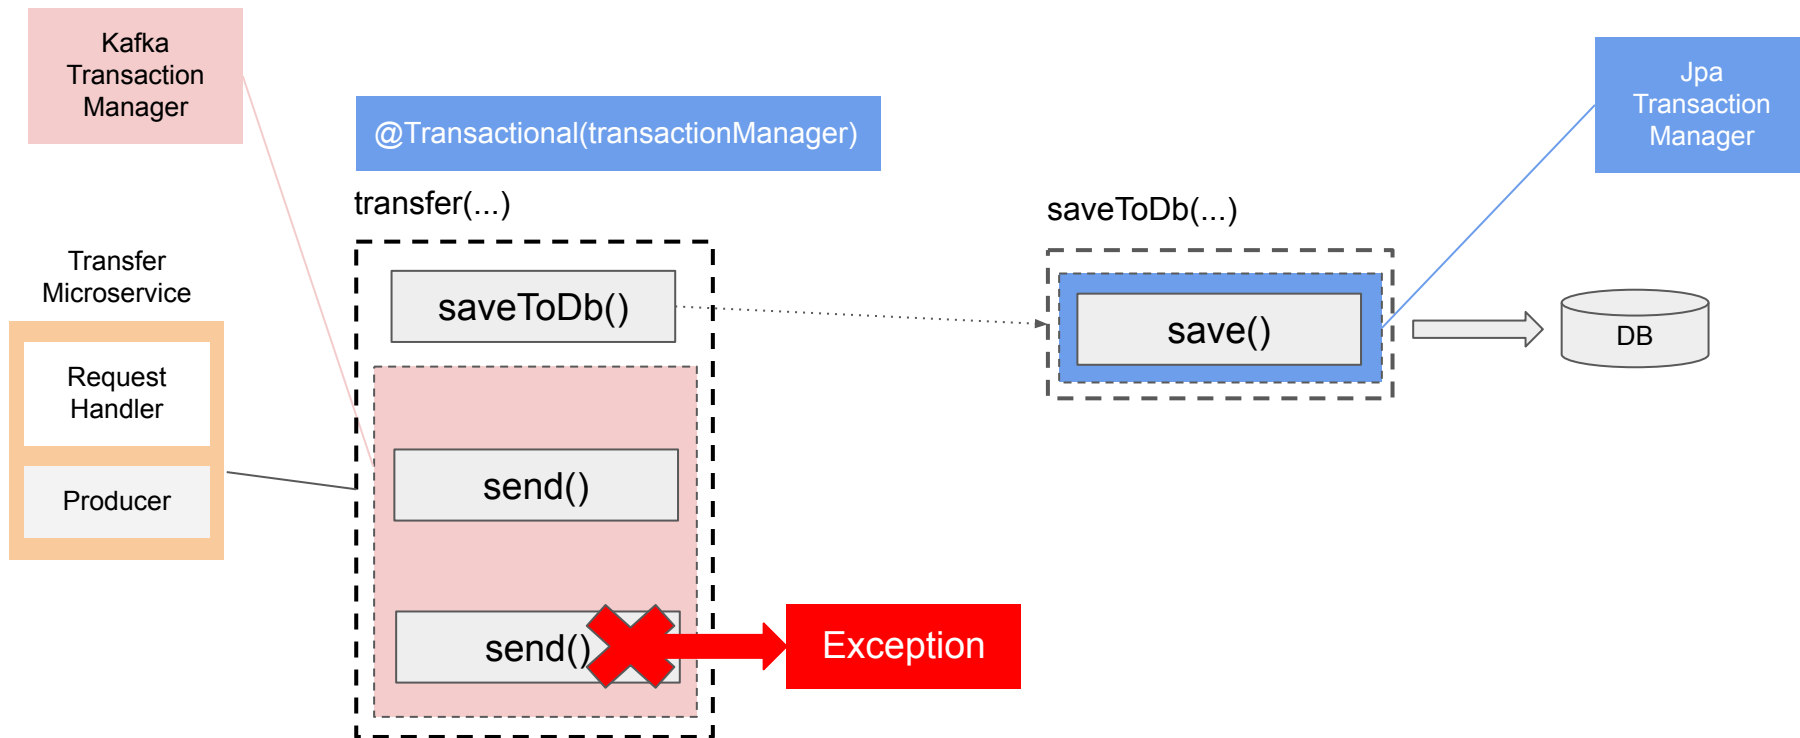 Kafka
Transaction
Manager
@Transactional(transactionManager)
Jpa
Transaction
Manager
transfer(...)
saveToDb(...)
Transfer
Microservice
saveToDb()
save()
DB
Request
Handler
Producer
send()
send()
Exception